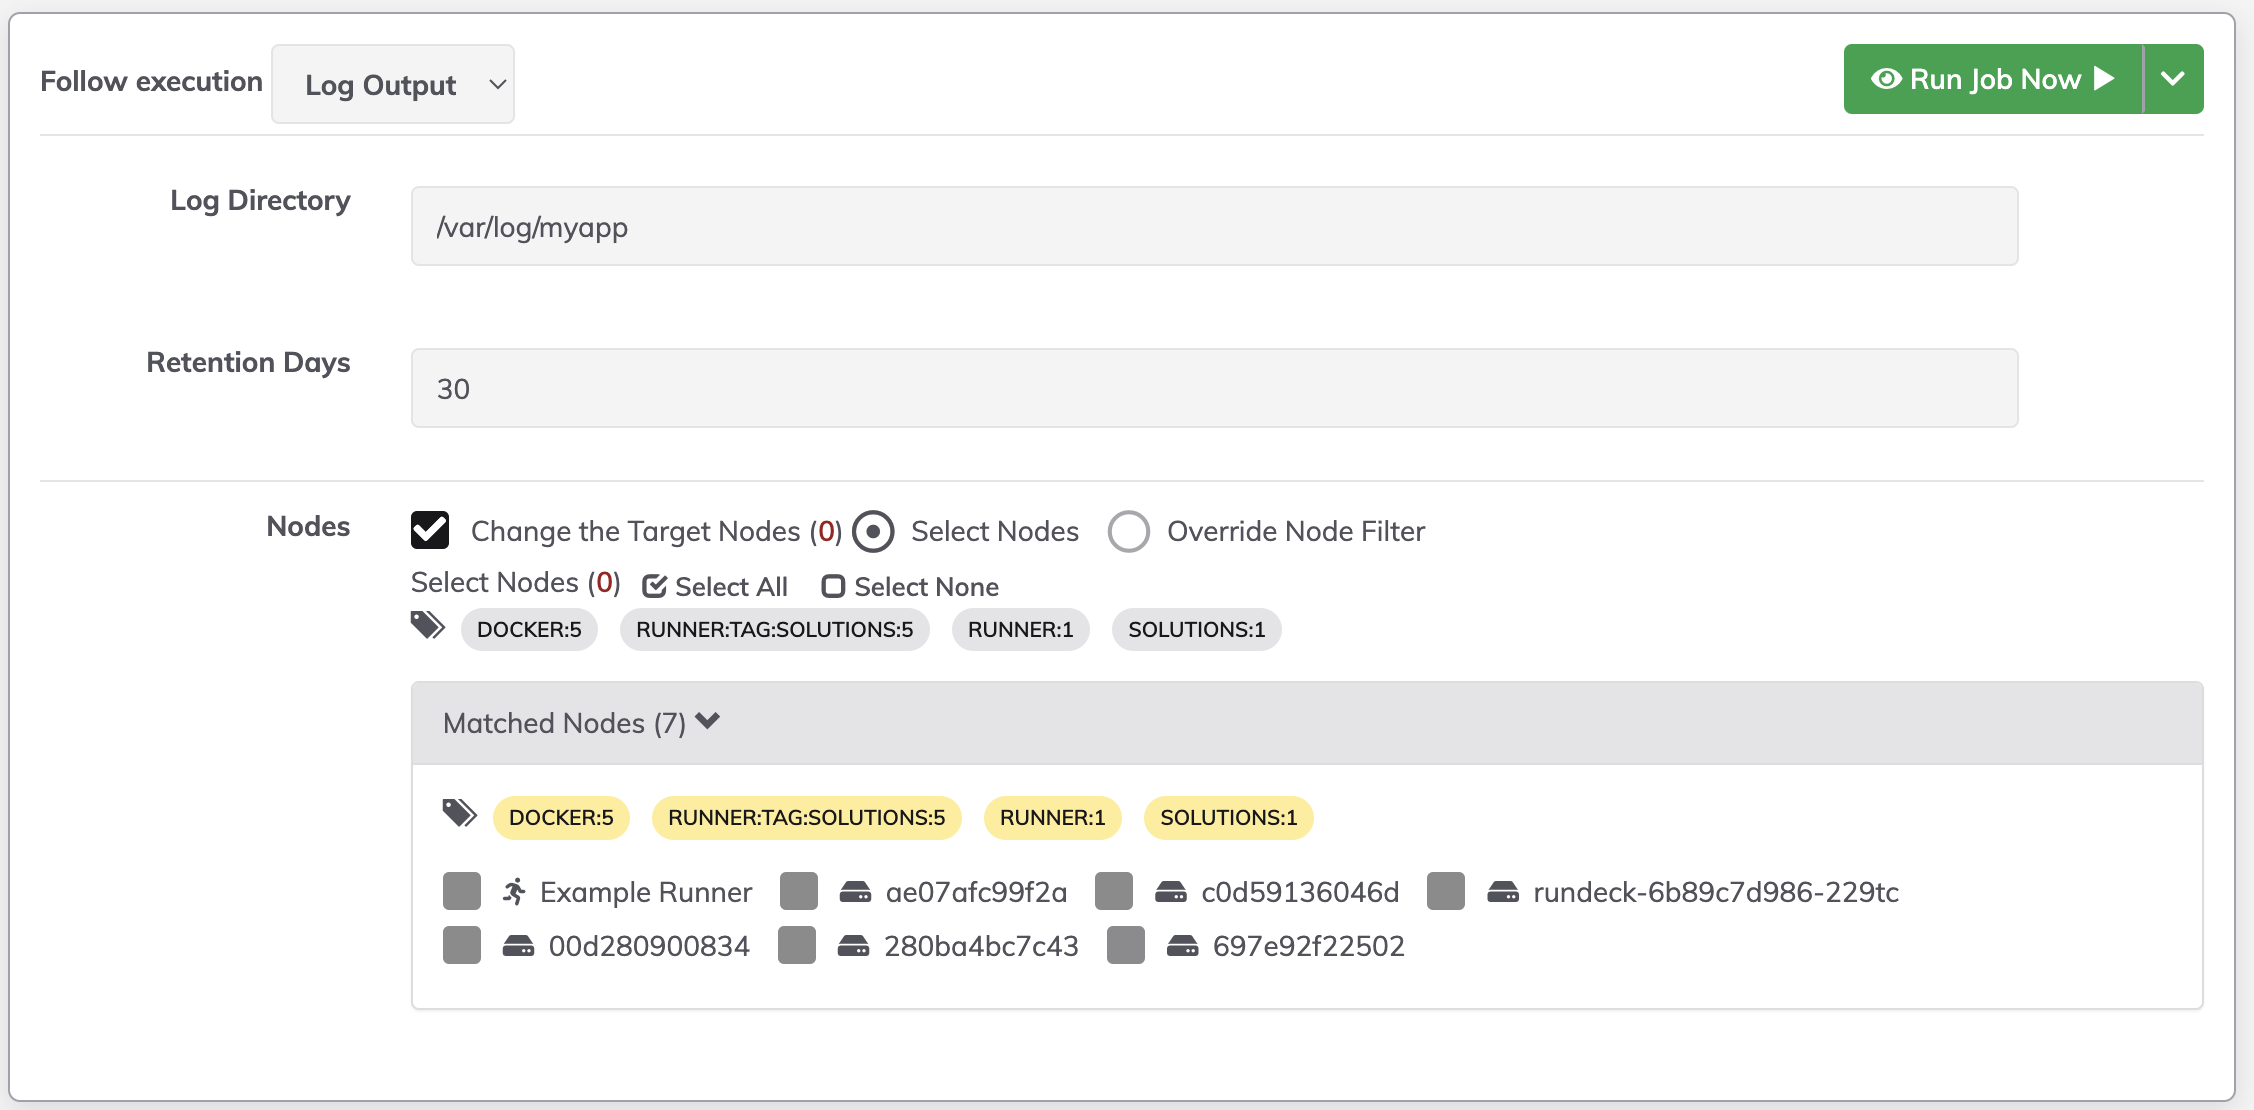 Follow execution Log Output Run Job Now
Log Directory /var/log/myapp
Retention Days 30
Nodes Change the Target Nodes (0) Select Nodes Override Node Filter
Select Nodes (0) Select All Select None
DOCKER:5 RUNNER:TAG:SOLUTIONS:5 RUNNER:1 SOLUTIONS:1
Matched Nodes (7)
DOCKER:5 RUNNER:TAG:SOLUTIONS:5 RUNNER:1 SOLUTIONS:1
Example Runner ae07afc99f2a c0d59136046d rundeck-6b89c7d986-229tc
00d280900834 280ba4bc7c43 697e92f22502